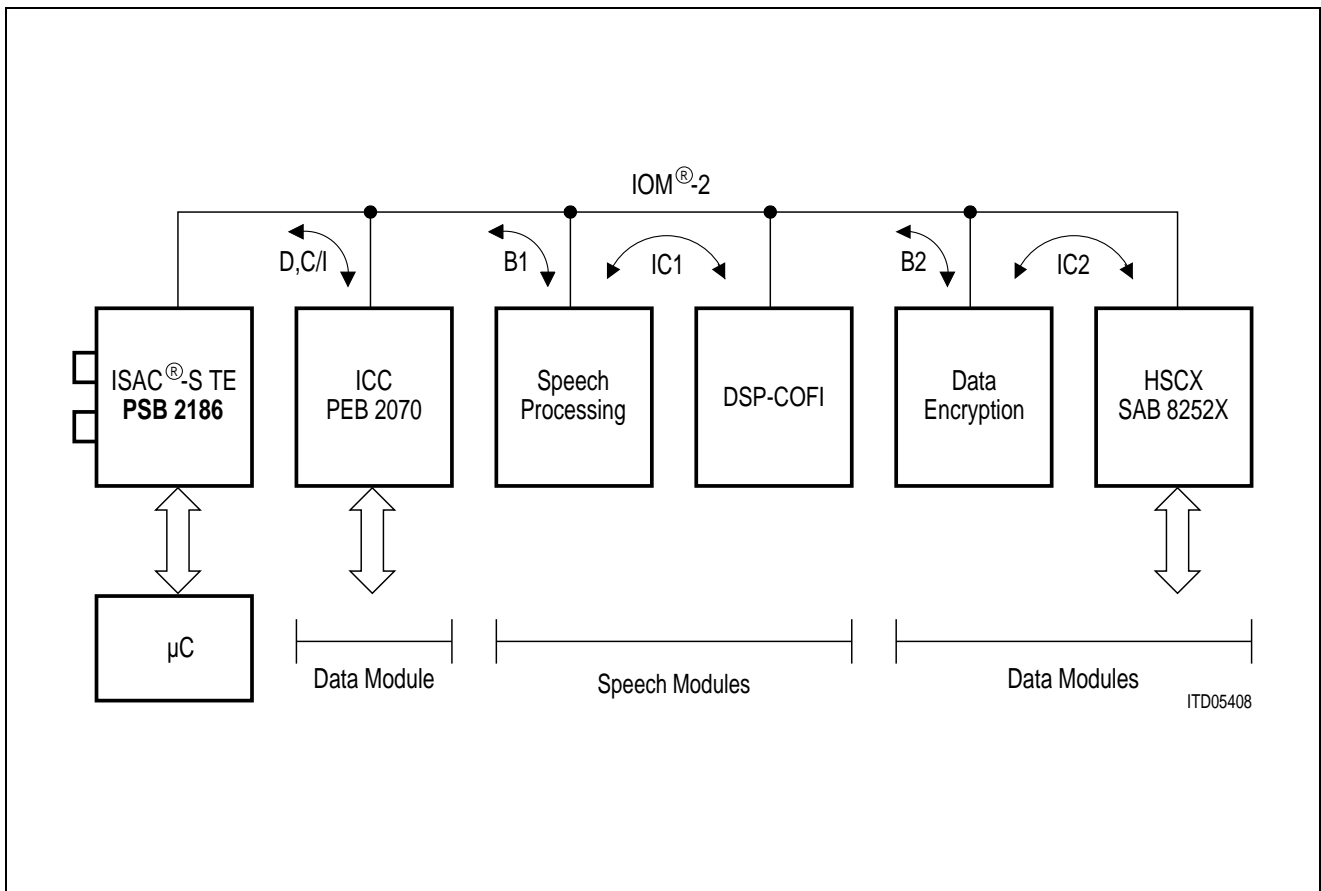 IOM®-2
D,C/I
B1
IC1
B2
IC2
ISAC®-S TE
PSB 2186
ICC
PEB 2070
Speech
Processing
DSP-COFI
Data
Encryption
HSCX
SAB 8252X
µC
Data Module
Speech Modules
Data Modules
ITD05408